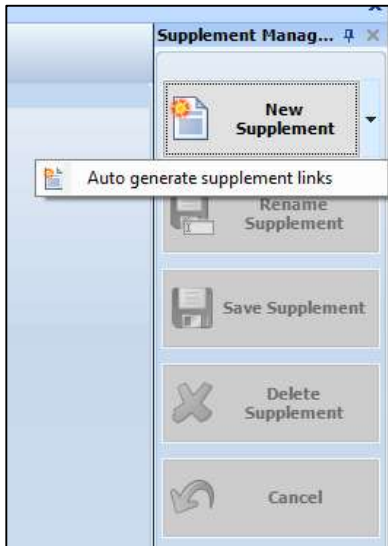 Supplement Manag...
New
Supplement
Auto generate supplement links
Rename
Supplement
Save Supplement
Delete
Supplement
Cancel